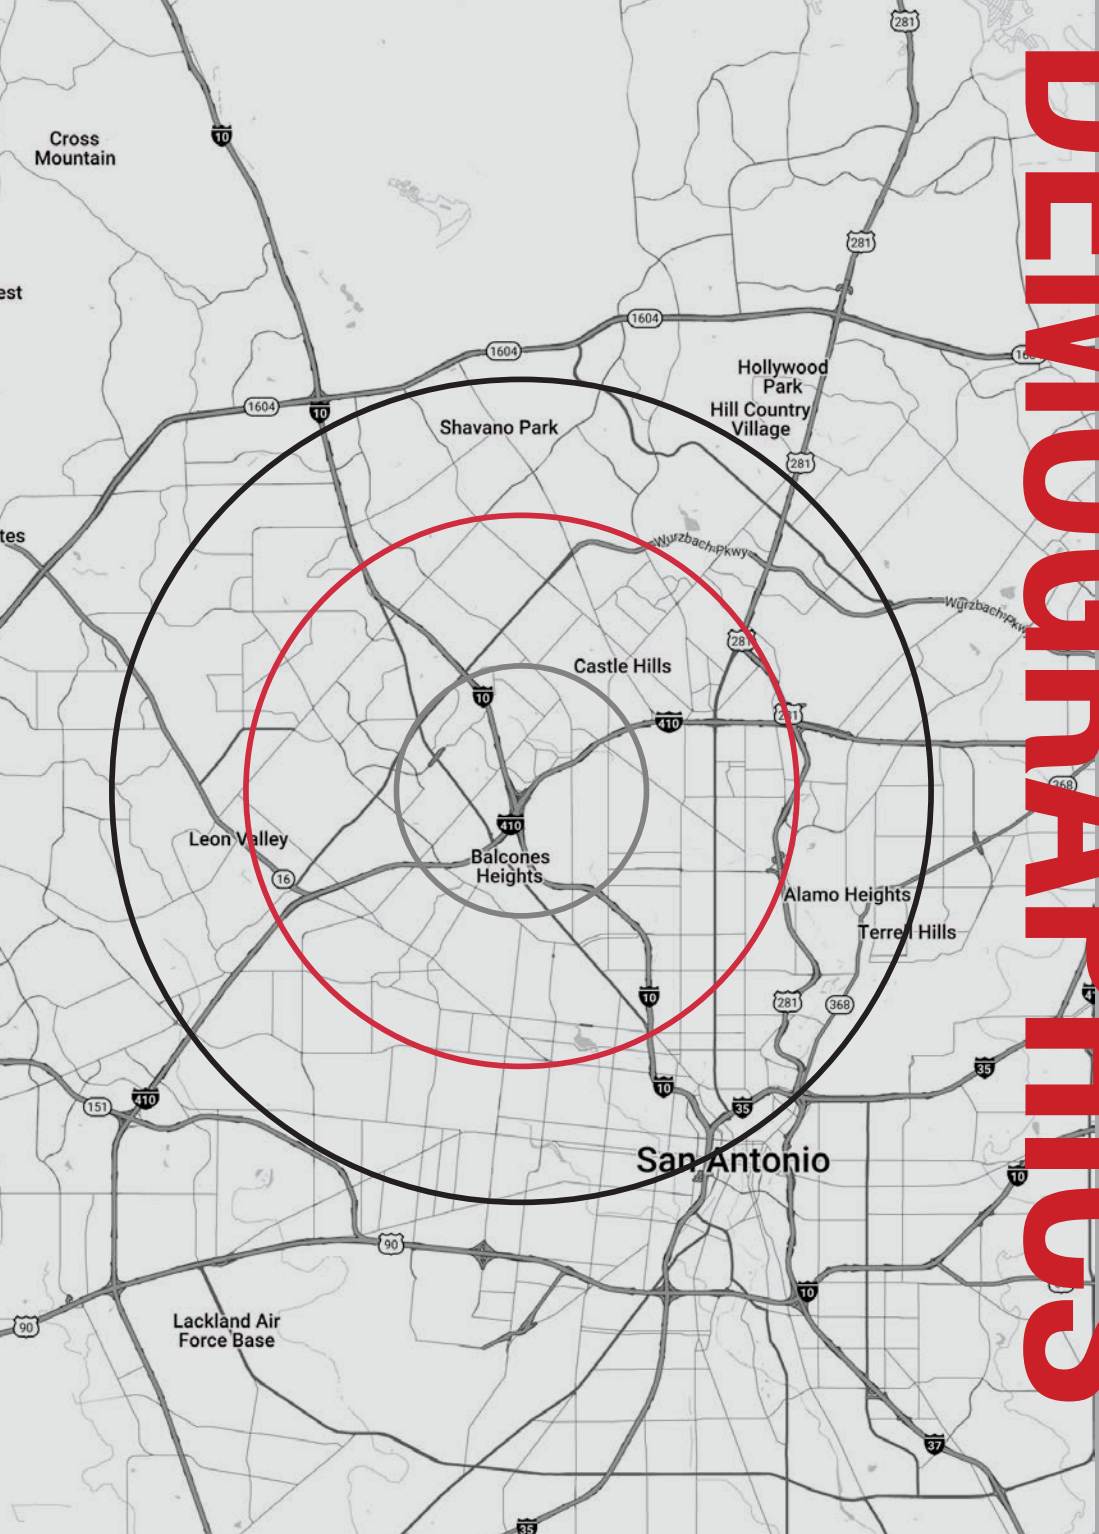 281
10
Cross
Mountain
281
est
1604
1604
Hollywood
Park
1604
10
Hill Country
Village
Shavano Park
281
tes
Wurzbach Pkwy
Wurzbach Pkwy
281
Castle Hills
10
281
410
268
410
Leon Valley
Balcones
Heights
16
Alamo Heights
Terrell Hills
10
281
368
35
10
410
151
35
San Antonio
10
90
10
90
Lackland Air
Force Base
37
35
DEMOGRAPHICS